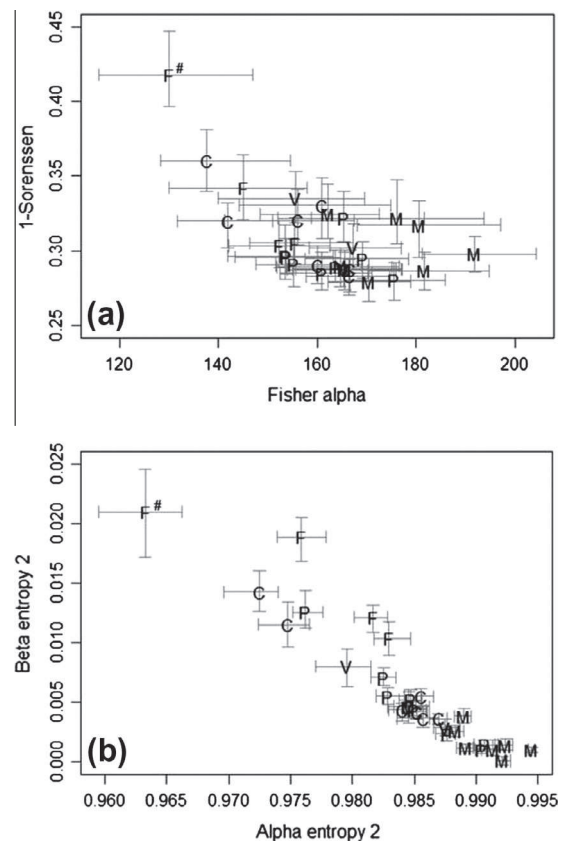 0.45
0.40
0.35
0.30
0.25
1-Sorenssen
F#
C
F
V
C
C
M
P
M
C
M
F
F
V
M
P
P
C
M
P
C
M
P
(a)
120 140 160 180 200
Fisher alpha
0.025
0.020
0.015
0.010
0.005
0.000
Beta entropy 2
F#
F
C
P
C
F
F
V
P
P
C
C
C
C
M
M
M
M
M
M
M
(b)
0.960 0.965 0.970 0.975 0.980 0.985 0.990 0.995
Alpha entropy 2